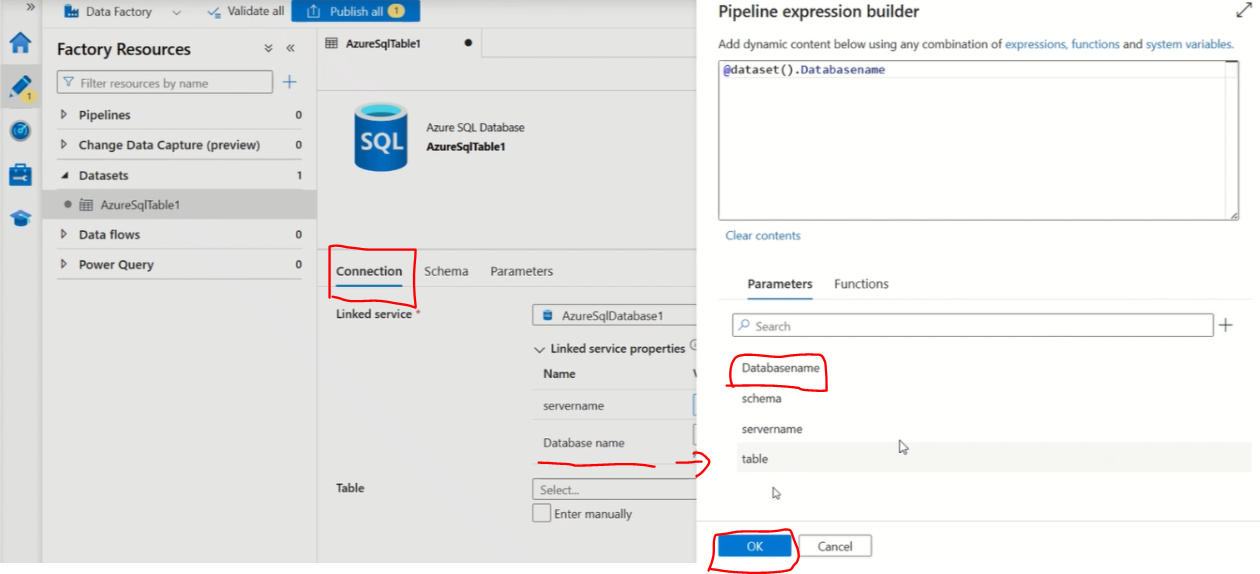 Data Factory
Validate all
Publish all 1
Factory Resources
Filter resources by name
1
Pipelines 0
Change Data Capture (preview) 0
Datasets 1
AzureSqlTable1
Data flows 0
Power Query 0
AzureSqlTable1
SQL
Azure SQL Database
AzureSqlTable1
Connection Schema Parameters
Linked service *
AzureSqlDatabase1
Linked service properties
Name
servername
Database name
Table
Select...
Enter manually
Pipeline expression builder
Add dynamic content below using any combination of expressions, functions and system variables.
@dataset().Databasename
Clear contents
Parameters Functions
Search
Databasename
schema
servername
table
OK Cancel